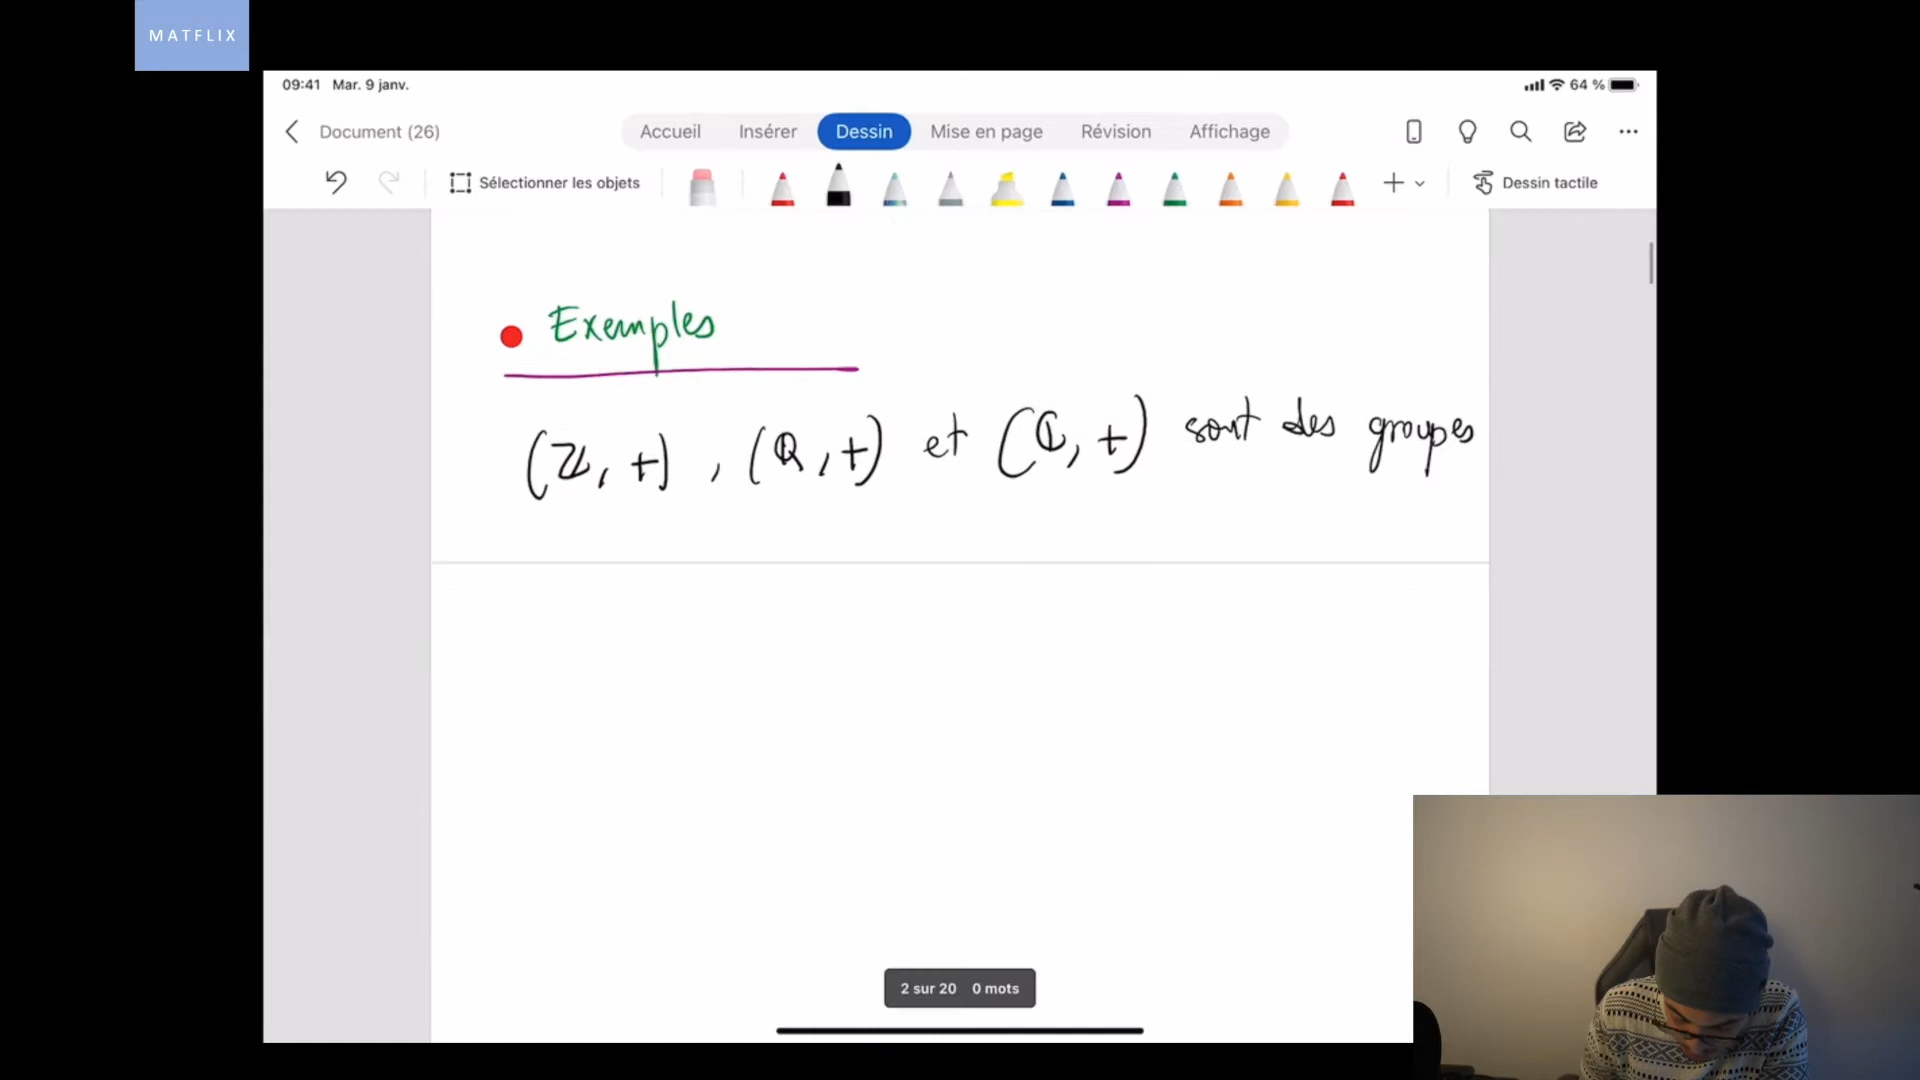 MATFLIX
09:41 Mar. 9 janv. 64 %
Document (26) Accueil Insérer Dessin Mise en page Révision Affichage
Sélectionner les objets Dessin tactile
Exemples
(ℤ, +), (ℚ, +) et (ℂ, +) sont des groupes
2 sur 20 0 mots